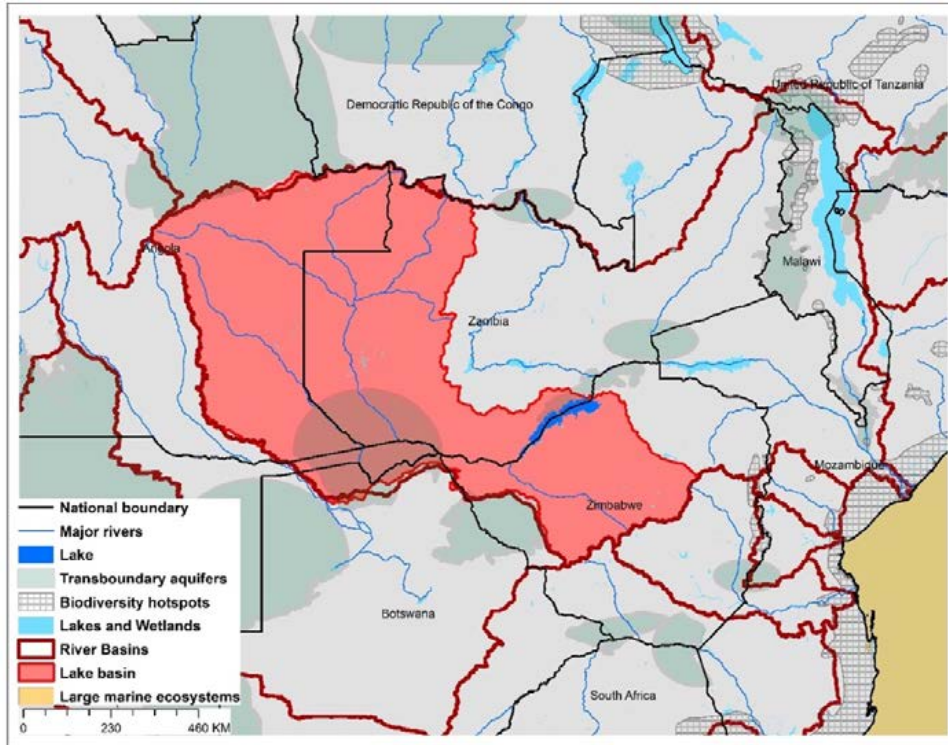 United Republic of Tanzania
Democratic Republic of the Congo
Angola
Malawi
Zambia
Mozambique
Zimbabwe
Botswana
South Africa
National boundary
Major rivers
Lake
Transboundary aquifers
Biodiversity hotspots
Lakes and Wetlands
River Basins
Lake basin
Large marine ecosystems
0 230 460 KM